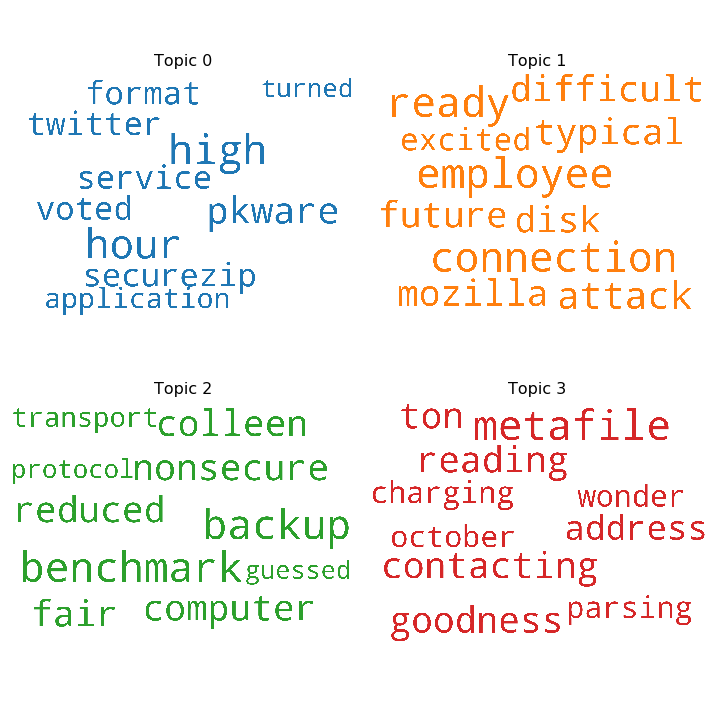 Topic 0
format
turned
twitter
high
service
voted
pkware
hour
securezip
application
Topic 1
difficult
ready
excited
typical
employee
future
disk
connection
mozilla
attack
Topic 2
transport
colleen
protocol
nonsecure
reduced
backup
benchmark
guessed
fair
computer
Topic 3
ton
metafile
reading
charging
wonder
october
address
contacting
goodness
parsing